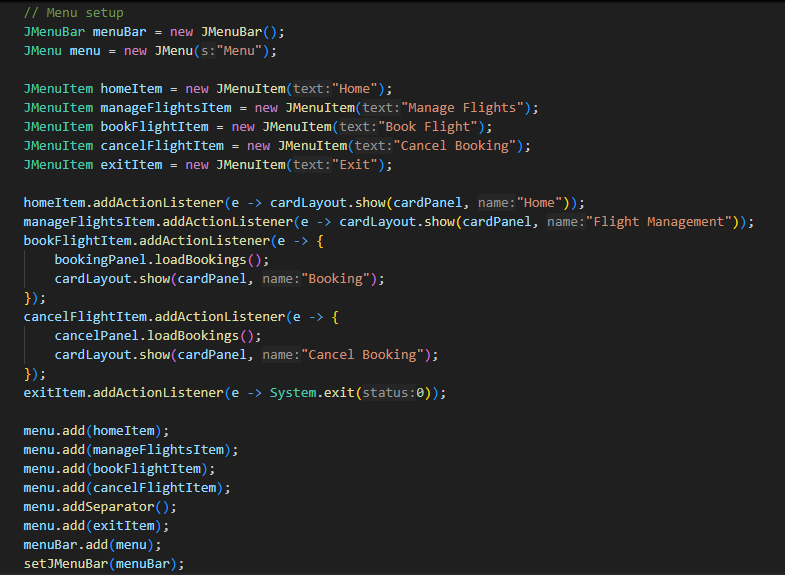 // Menu setup
JMenuBar menuBar = new JMenuBar();
JMenu menu = new JMenu(s:"Menu");

JMenuItem homeItem = new JMenuItem(text:"Home");
JMenuItem manageFlightsItem = new JMenuItem(text:"Manage Flights");
JMenuItem bookFlightItem = new JMenuItem(text:"Book Flight");
JMenuItem cancelFlightItem = new JMenuItem(text:"Cancel Booking");
JMenuItem exitItem = new JMenuItem(text:"Exit");

homeItem.addActionListener(e -> cardLayout.show(cardPanel, name:"Home"));
manageFlightsItem.addActionListener(e -> cardLayout.show(cardPanel, name:"Flight Management"));
bookFlightItem.addActionListener(e -> {
    bookingPanel.loadBookings();
    cardLayout.show(cardPanel, name:"Booking");
});
cancelFlightItem.addActionListener(e -> {
    cancelPanel.loadBookings();
    cardLayout.show(cardPanel, name:"Cancel Booking");
});
exitItem.addActionListener(e -> System.exit(status:0));

menu.add(homeItem);
menu.add(manageFlightsItem);
menu.add(bookFlightItem);
menu.add(cancelFlightItem);
menu.addSeparator();
menu.add(exitItem);
menuBar.add(menu);
setJMenuBar(menuBar);